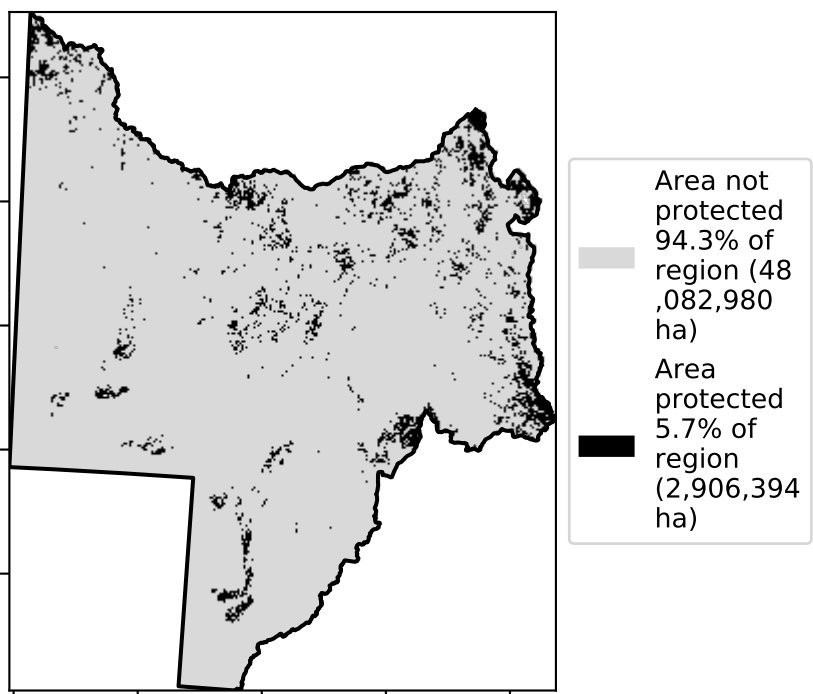 Area not
protected
94.3% of
region (48
,082,980
ha)
Area
protected
5.7% of
region
(2,906,394
ha)